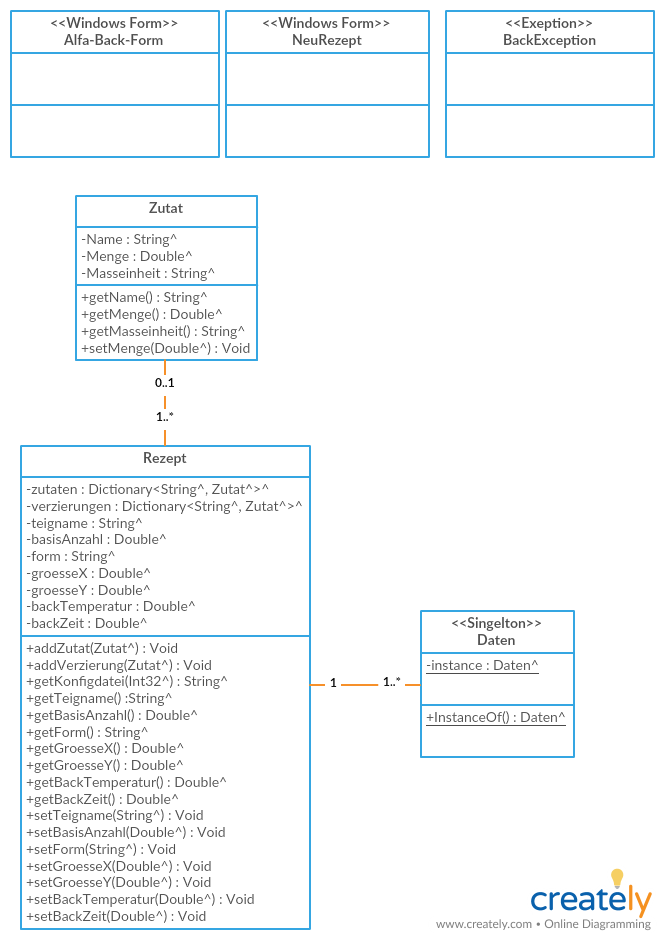 <<Windows Form>>
Alfa-Back-Form
<<Windows Form>>
NeuRezept
<<Exeption>>
BackException
Zutat
-Name : String^
-Menge : Double^
-Masseinheit : String^
+getName() : String^
+getMenge() : Double^
+getMasseinheit() : String^
+setMenge(Double^) : Void
0..1
1..*
Rezept
-zutaten : Dictionary<String^, Zutat^>^
-verzierungen : Dictionary<String^, Zutat^>^
-teigname : String^
-basisAnzahl : Double^
-form : String^
-groesseX : Double^
-groesseY : Double^
-backTemperatur : Double^
-backZeit : Double^
+addZutat(Zutat^) : Void
+addVerzierung(Zutat^) : Void
+getKonfigdatei(Int32^) : String^
+getTeigname() :String^
+getBasisAnzahl() : Double^
+getForm() : String^
+getGroesseX() : Double^
+getGroesseY() : Double^
+getBackTemperatur() : Double^
+getBackZeit() : Double^
+setTeigname(String^) : Void
+setBasisAnzahl(Double^) : Void
+setForm(String^) : Void
+setGroesseX(Double^) : Void
+setGroesseY(Double^) : Void
+setBackTemperatur(Double^) : Void
+setBackZeit(Double^) : Void
1
1..*
<<Singelton>>
Daten
-instance : Daten^
+InstanceOf() : Daten^
creately
www.creately.com • Online Diagramming